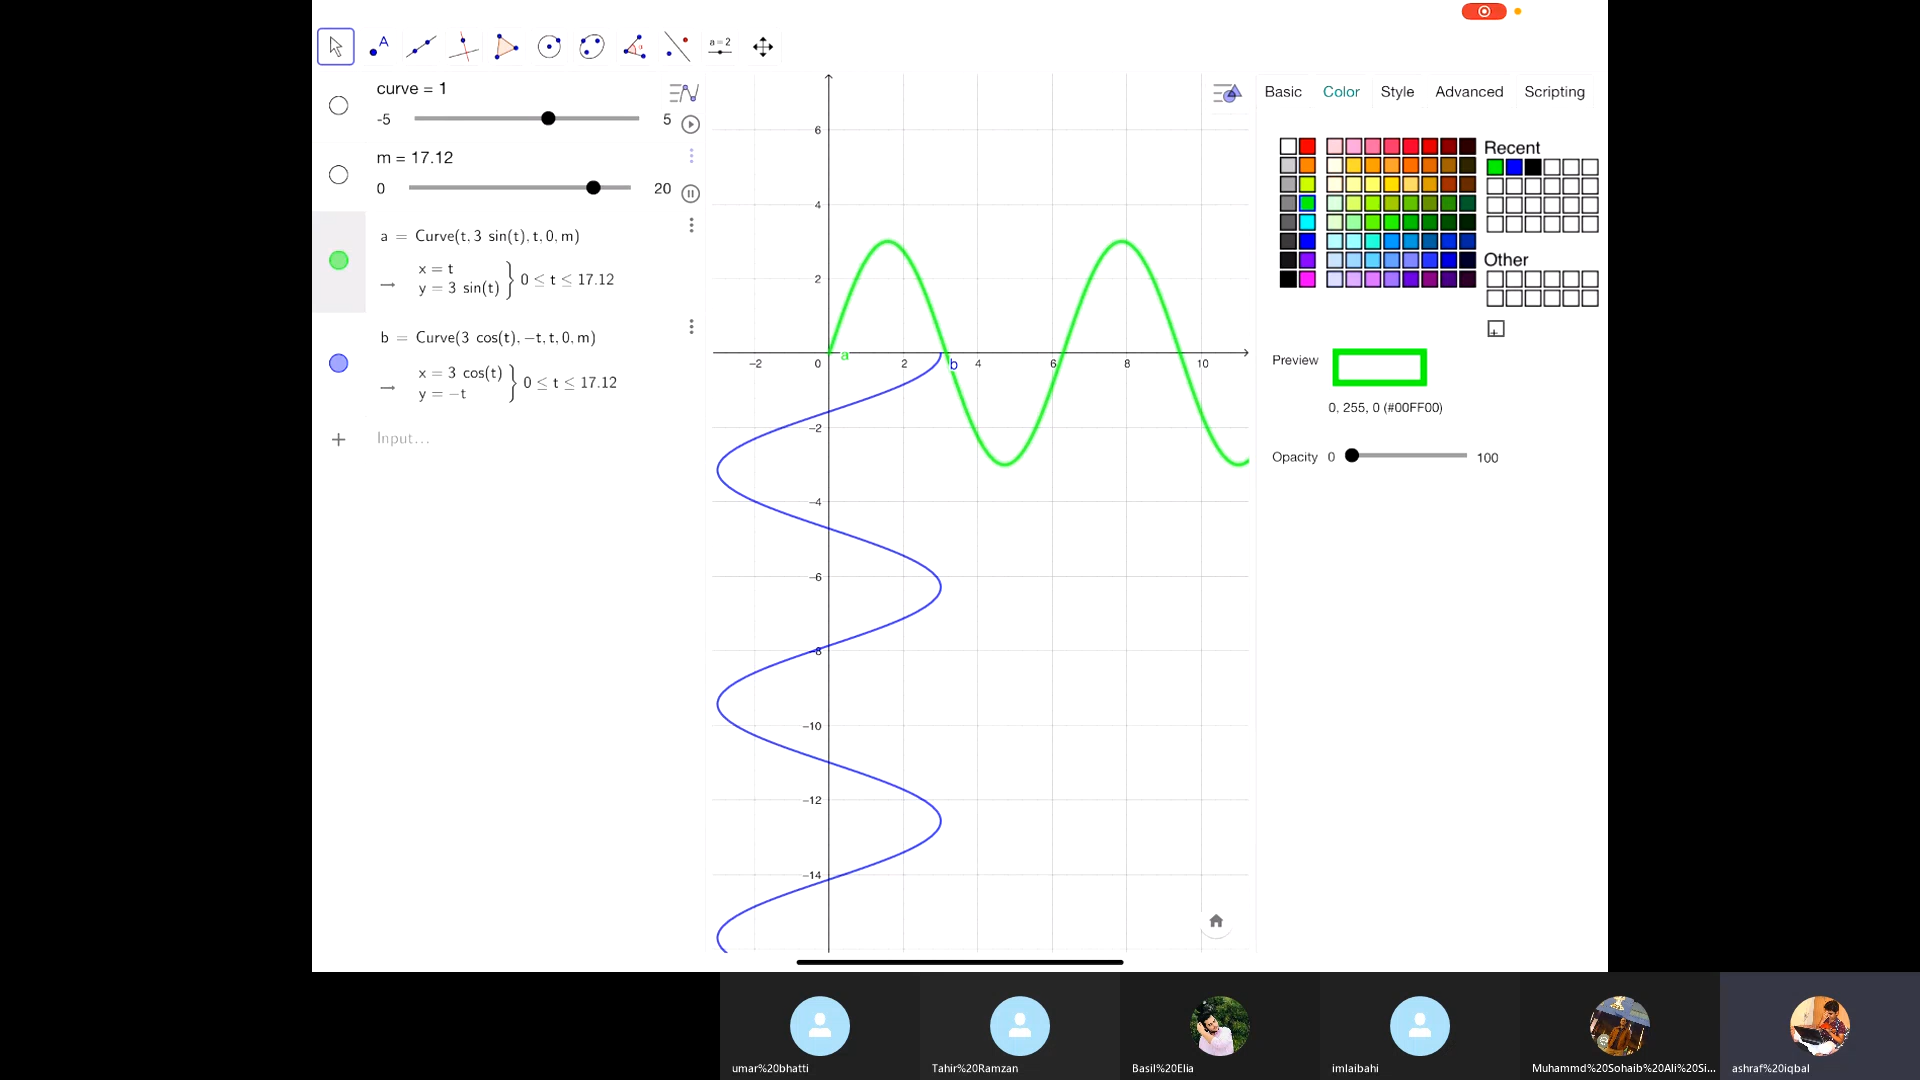 A
a = 2
curve = 1
-5
5
m = 17.12
0
20
a = Curve(t, 3 sin(t), t, 0, m)
→ x = t
y = 3 sin(t) } 0 ≤ t ≤ 17.12
b = Curve(3 cos(t), −t, t, 0, m)
→ x = 3 cos(t)
y = −t } 0 ≤ t ≤ 17.12
+ Input...
6
4
2
−2
0
2
4
6
8
10
a
b
−2
−4
−6
−8
−10
−12
−14
Basic Color Style Advanced Scripting
Recent
Other
Preview
0, 255, 0 (#00FF00)
Opacity 0 100
umar%20bhatti
Tahir%20Ramzan
Basil%20Elia
imlaibahi
Muhammd%20Sohaib%20Ali%20Si...
ashraf%20iqbal